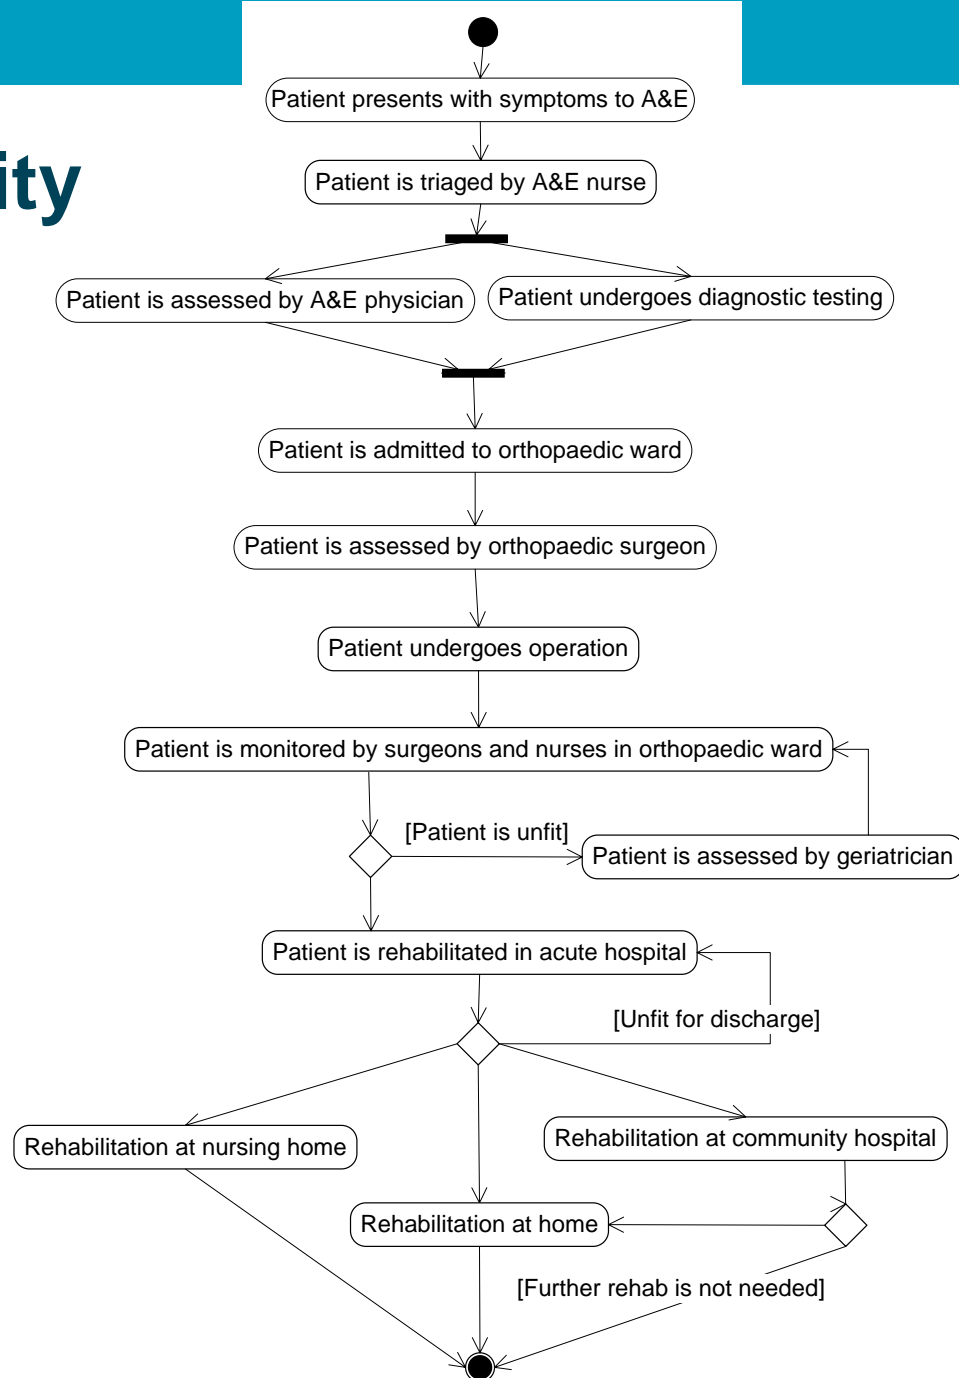 ity
Patient presents with symptoms to A&E
Patient is triaged by A&E nurse
Patient is assessed by A&E physician
Patient undergoes diagnostic testing
Patient is admitted to orthopaedic ward
Patient is assessed by orthopaedic surgeon
Patient undergoes operation
Patient is monitored by surgeons and nurses in orthopaedic ward
[Patient is unfit]
Patient is assessed by geriatrician
Patient is rehabilitated in acute hospital
[Unfit for discharge]
Rehabilitation at nursing home
Rehabilitation at community hospital
Rehabilitation at home
[Further rehab is not needed]